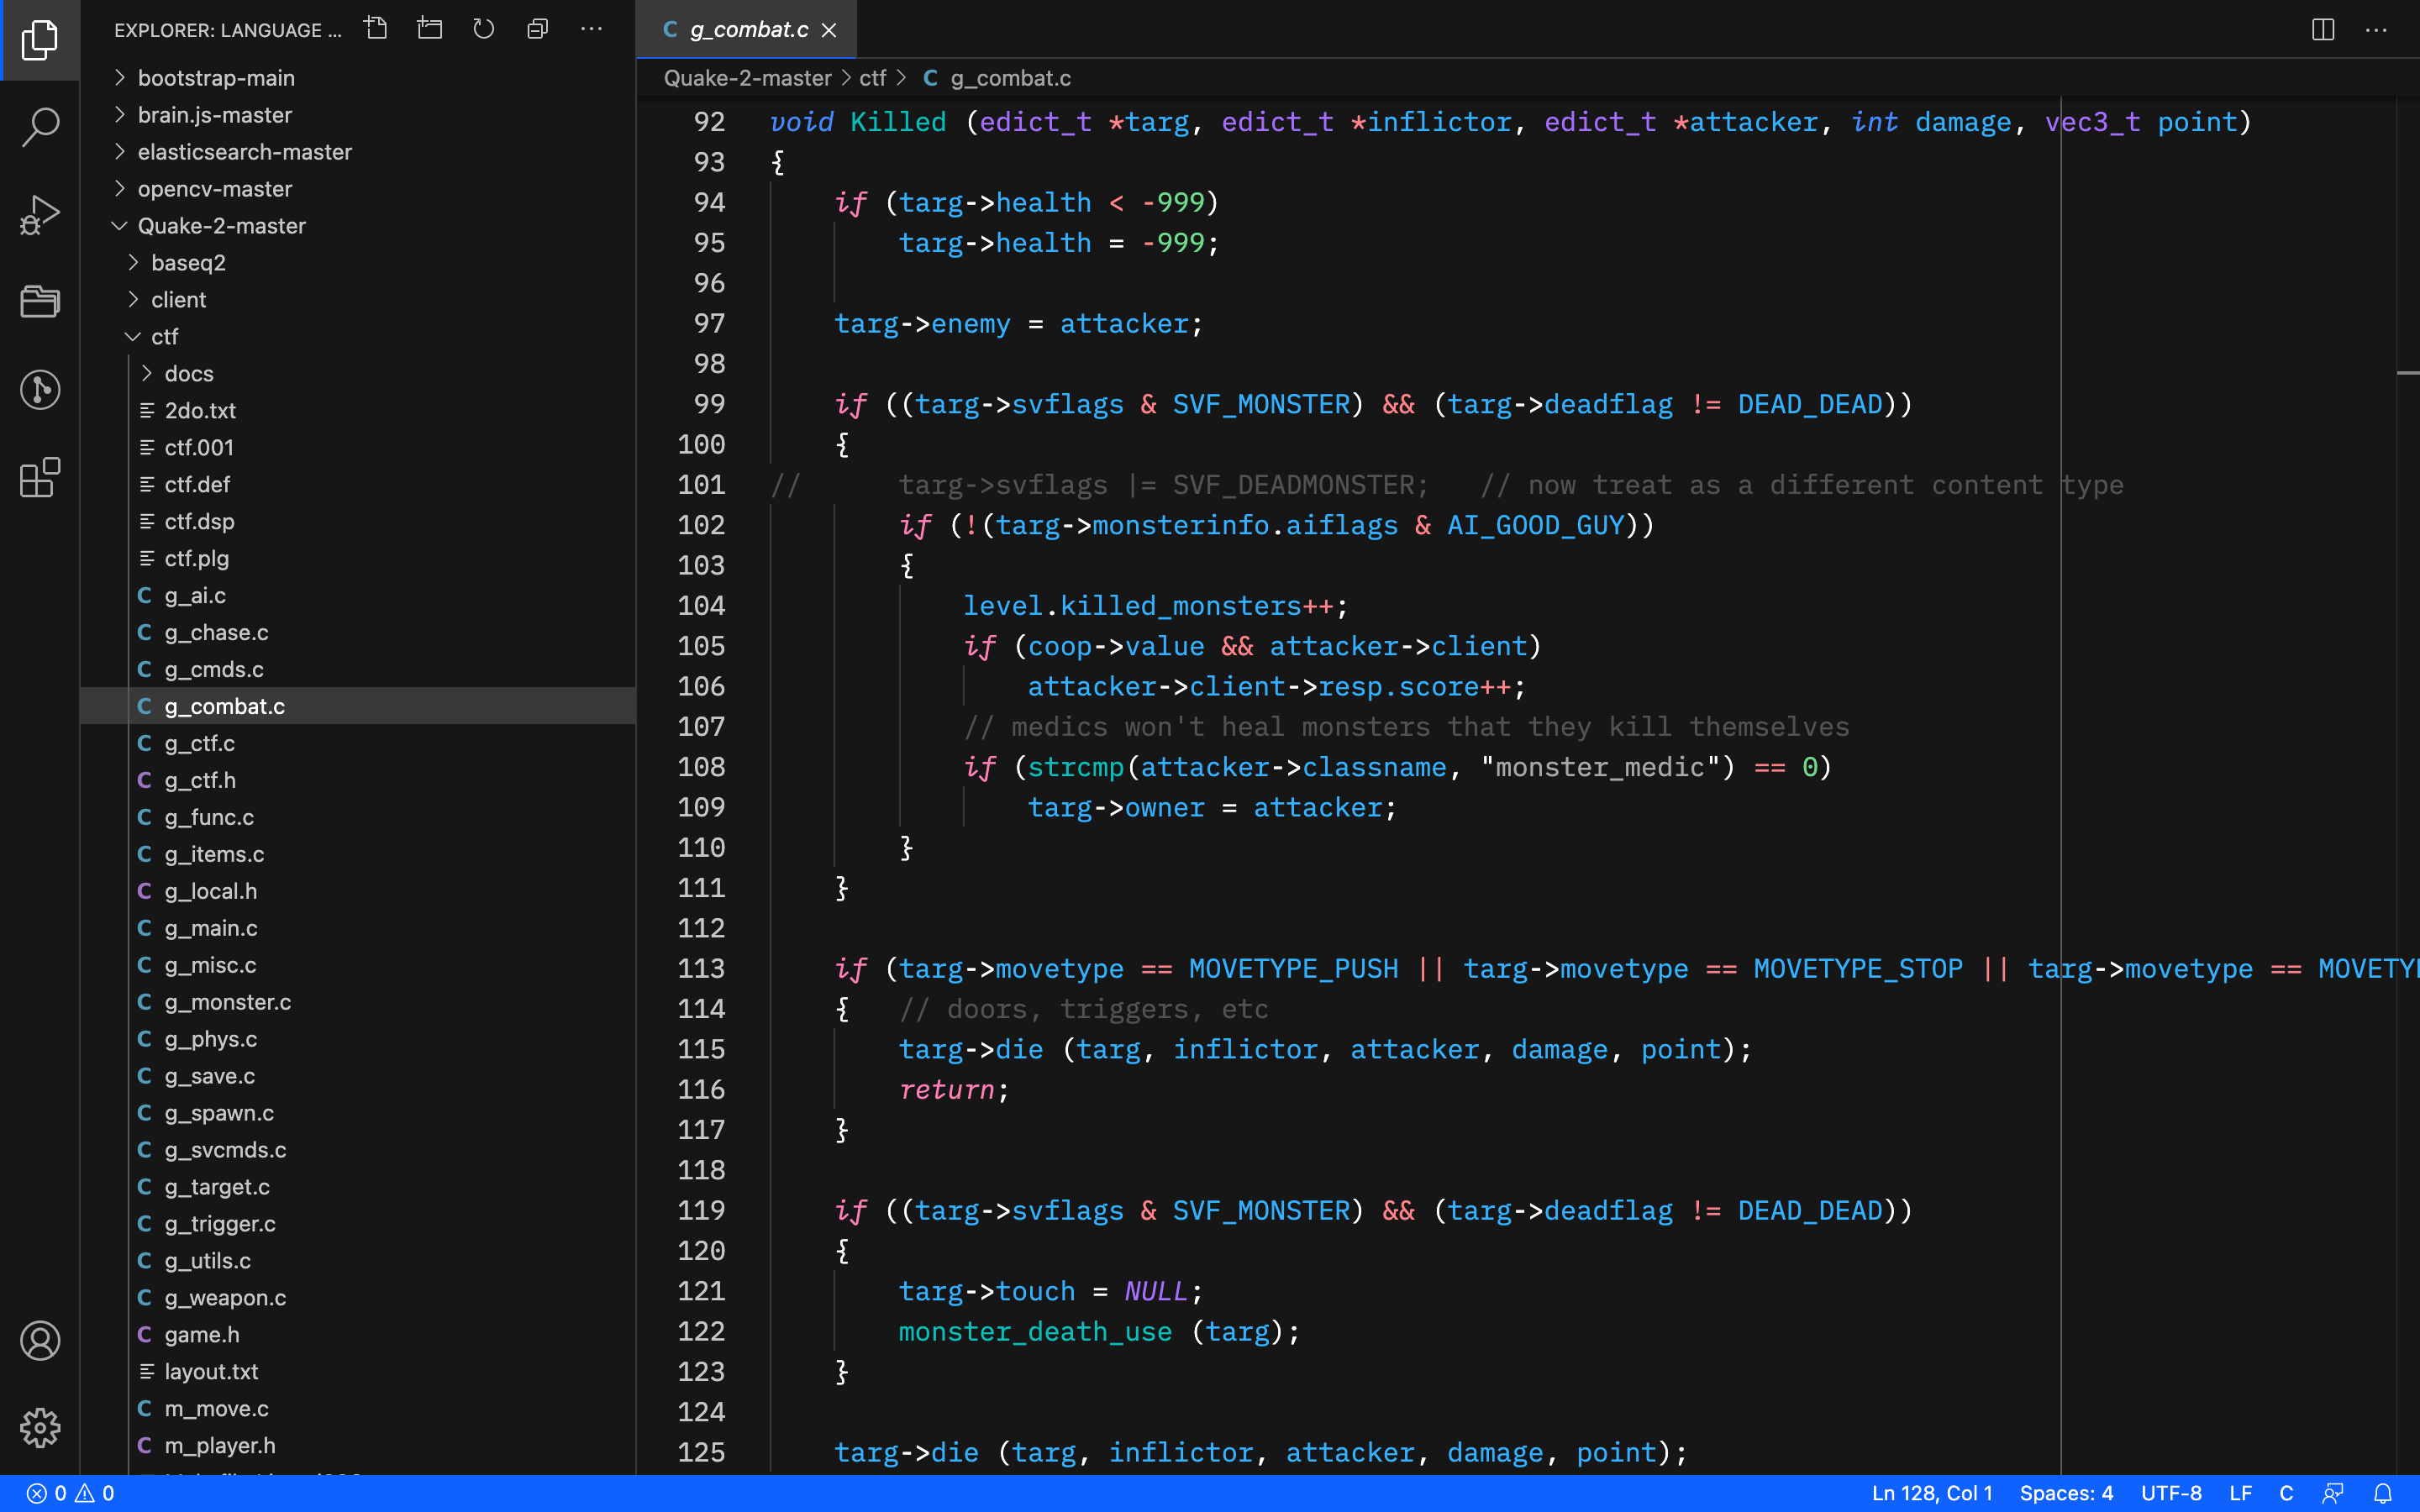 EXPLORER: LANGUAGE ...
bootstrap-main
brain.js-master
elasticsearch-master
opencv-master
Quake-2-master
baseq2
client
ctf
docs
2do.txt
ctf.001
ctf.def
ctf.dsp
ctf.plg
C g_ai.c
C g_chase.c
C g_cmds.c
C g_combat.c
C g_ctf.c
C g_ctf.h
C g_func.c
C g_items.c
C g_local.h
C g_main.c
C g_misc.c
C g_monster.c
C g_phys.c
C g_save.c
C g_spawn.c
C g_svcmds.c
C g_target.c
C g_trigger.c
C g_utils.c
C g_weapon.c
C game.h
layout.txt
C m_move.c
C m_player.h
C g_combat.c
Quake-2-master > ctf > C g_combat.c
92 void Killed (edict_t *targ, edict_t *inflictor, edict_t *attacker, int damage, vec3_t point)
93 {
94 if (targ->health < -999)
95 targ->health = -999;
96
97 targ->enemy = attacker;
98
99 if ((targ->svflags & SVF_MONSTER) && (targ->deadflag != DEAD_DEAD))
100 {
101 // targ->svflags |= SVF_DEADMONSTER; // now treat as a different content type
102 if (!(targ->monsterinfo.aiflags & AI_GOOD_GUY))
103 {
104 level.killed_monsters++;
105 if (coop->value && attacker->client)
106 attacker->client->resp.score++;
107 // medics won't heal monsters that they kill themselves
108 if (strcmp(attacker->classname, "monster_medic") == 0)
109 targ->owner = attacker;
110 }
111 }
112
113 if (targ->movetype == MOVETYPE_PUSH || targ->movetype == MOVETYPE_STOP || targ->movetype ==
114 { // doors, triggers, etc
115 targ->die (targ, inflictor, attacker, damage, point);
116 return;
117 }
118
119 if ((targ->svflags & SVF_MONSTER) && (targ->deadflag != DEAD_DEAD))
120 {
121 targ->touch = NULL;
122 monster_death_use (targ);
123 }
124
125 targ->die (targ, inflictor, attacker, damage, point);
0 0
Ln 128, Col 1 Spaces: 4 UTF-8 LF C